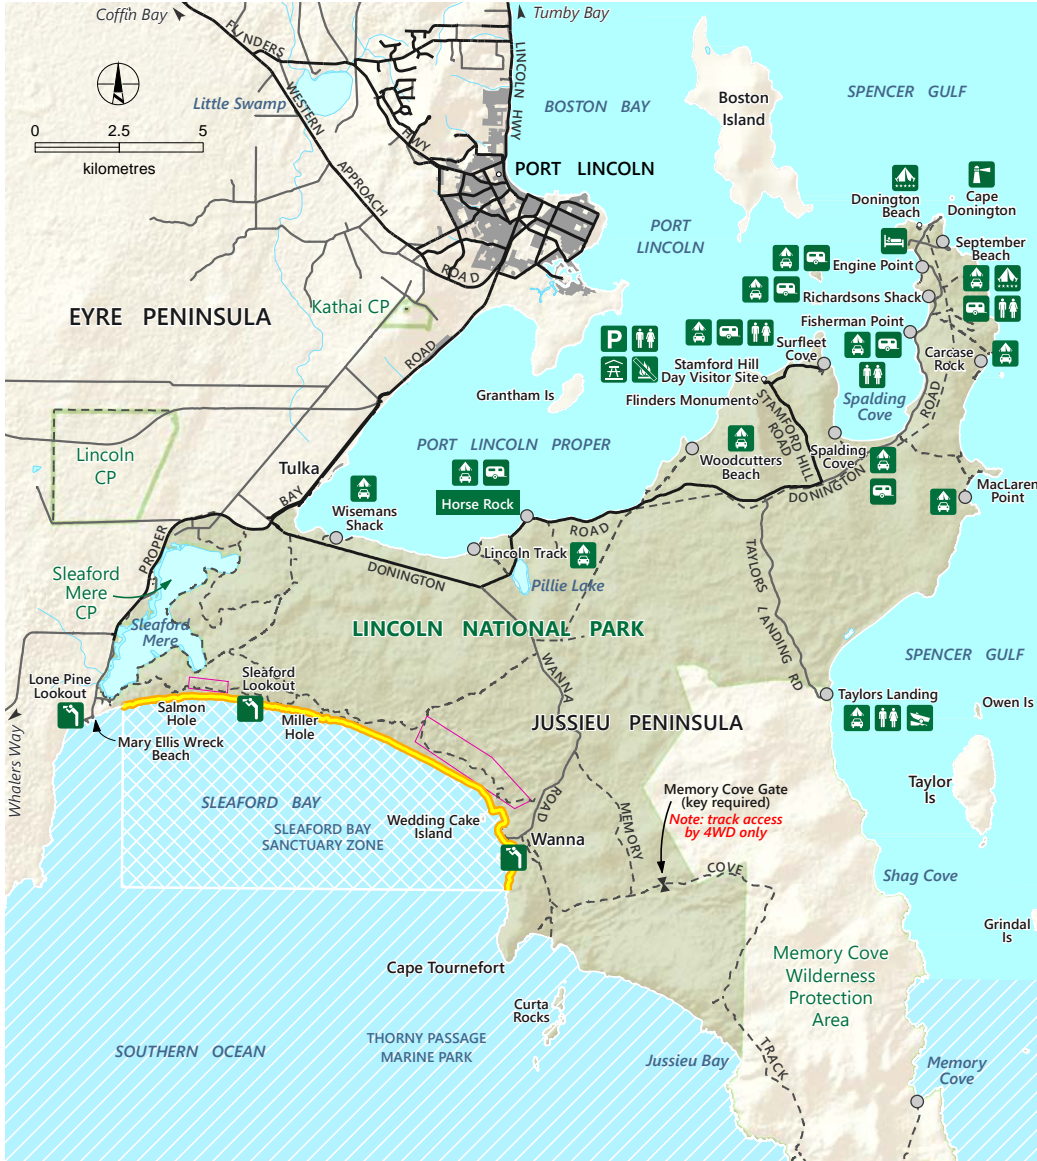 Coffin Bay
Tumby Bay
FLINDERS
HWY
LINCOLN HWY
WESTERN
APPROACH
ROAD
0 2.5 5
kilometres
Little Swamp
BOSTON BAY
Boston
Island
SPENCER GULF
PORT LINCOLN
PORT
LINCOLN
Donington
Beach
Cape
Donington
September
Beach
Engine Point
Richardsons Shack
Fisherman Point
Surfleet
Cove
Carcase
Rock
Kathai CP
EYRE PENINSULA
ROAD
P
Stamford Hill
Day Visitor Site
Flinders Monument
Grantham Is
Spalding
Cove
ROAD
STAMFORD HILL
ROAD
Lincoln
CP
PORT LINCOLN PROPER
Tulka
BAY
PROPER
Wisemans
Shack
Horse Rock
Woodcutters
Beach
Spalding
Cove
DONINGTON
MacLaren
Point
ROAD
Lincoln Track
DONINGTON
Pillie Lake
TAYLORS LANDING RD
Sleaford
Mere
CP
Sleaford
Mere
LINCOLN NATIONAL PARK
SPENCER GULF
WANNA
ROAD
Lone Pine
Lookout
Sleaford
Lookout
Salmon
Hole
Miller
Hole
Mary Ellis Wreck
Beach
Whalers Way
JUSSIEU PENINSULA
Taylors Landing
Owen Is
Taylor
Is
SLEAFORD BAY
SLEAFORD BAY
SANCTUARY ZONE
Wedding Cake
Island
Wanna
Memory Cove Gate
(key required)
Note: track access
by 4WD only
MEMORY
COVE
TRACK
Shag Cove
Grindal
Is
Memory Cove
Wilderness
Protection
Area
Cape Tournefort
Curta
Rocks
THORNY PASSAGE
MARINE PARK
SOUTHERN OCEAN
Jussieu Bay
Memory
Cove